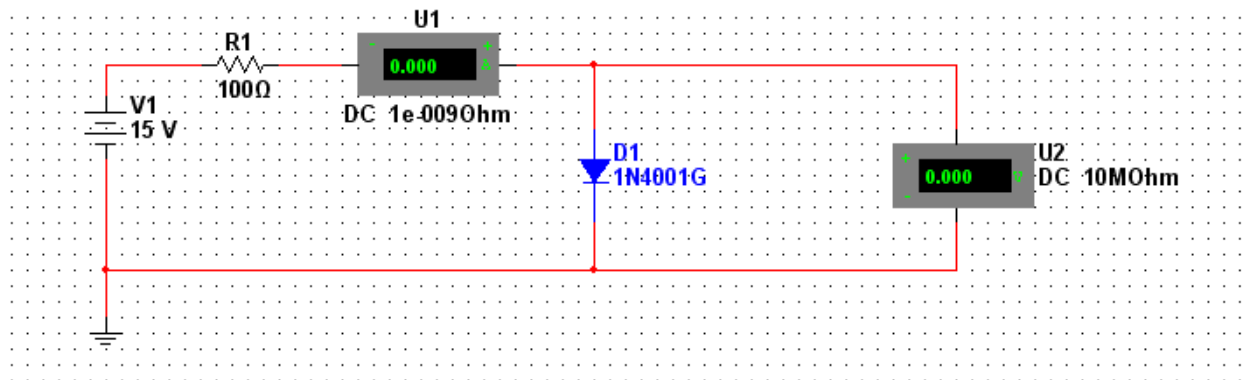 U1
R1
- +
0.000 A
100Ω
DC 1e-009Ohm
V1
15 V
D1
1N4001G
U2
+
0.000 V
-
DC 10MOhm